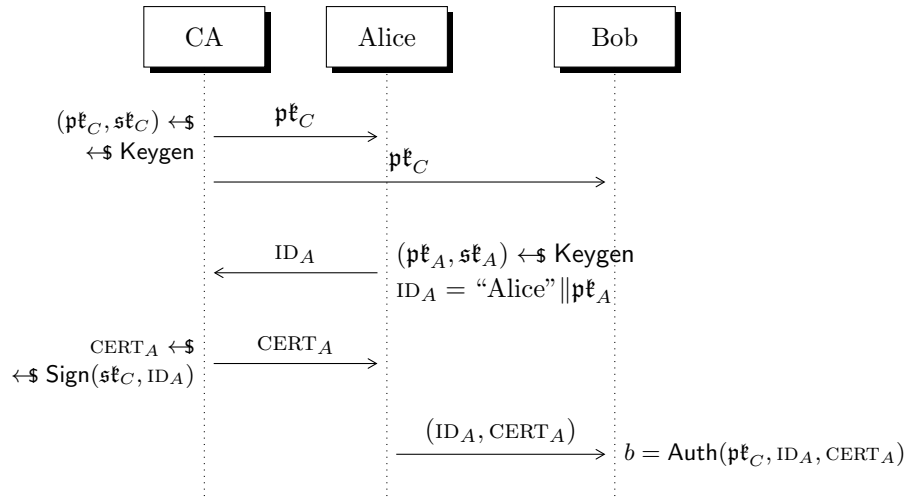 CA Alice Bob
(𝔭𝔨_C, 𝔰𝔨_C) ↞$ 𝔭𝔨_C
↞$ Keygen
𝔭𝔨_C
ID_A (𝔭𝔨_A, 𝔰𝔨_A) ↞$ Keygen
ID_A = “Alice”∥𝔭𝔨_A
CERT_A ↞$ CERT_A
↞$ Sign(𝔰𝔨_C, ID_A)
(ID_A, CERT_A) b = Auth(𝔭𝔨_C, ID_A, CERT_A)